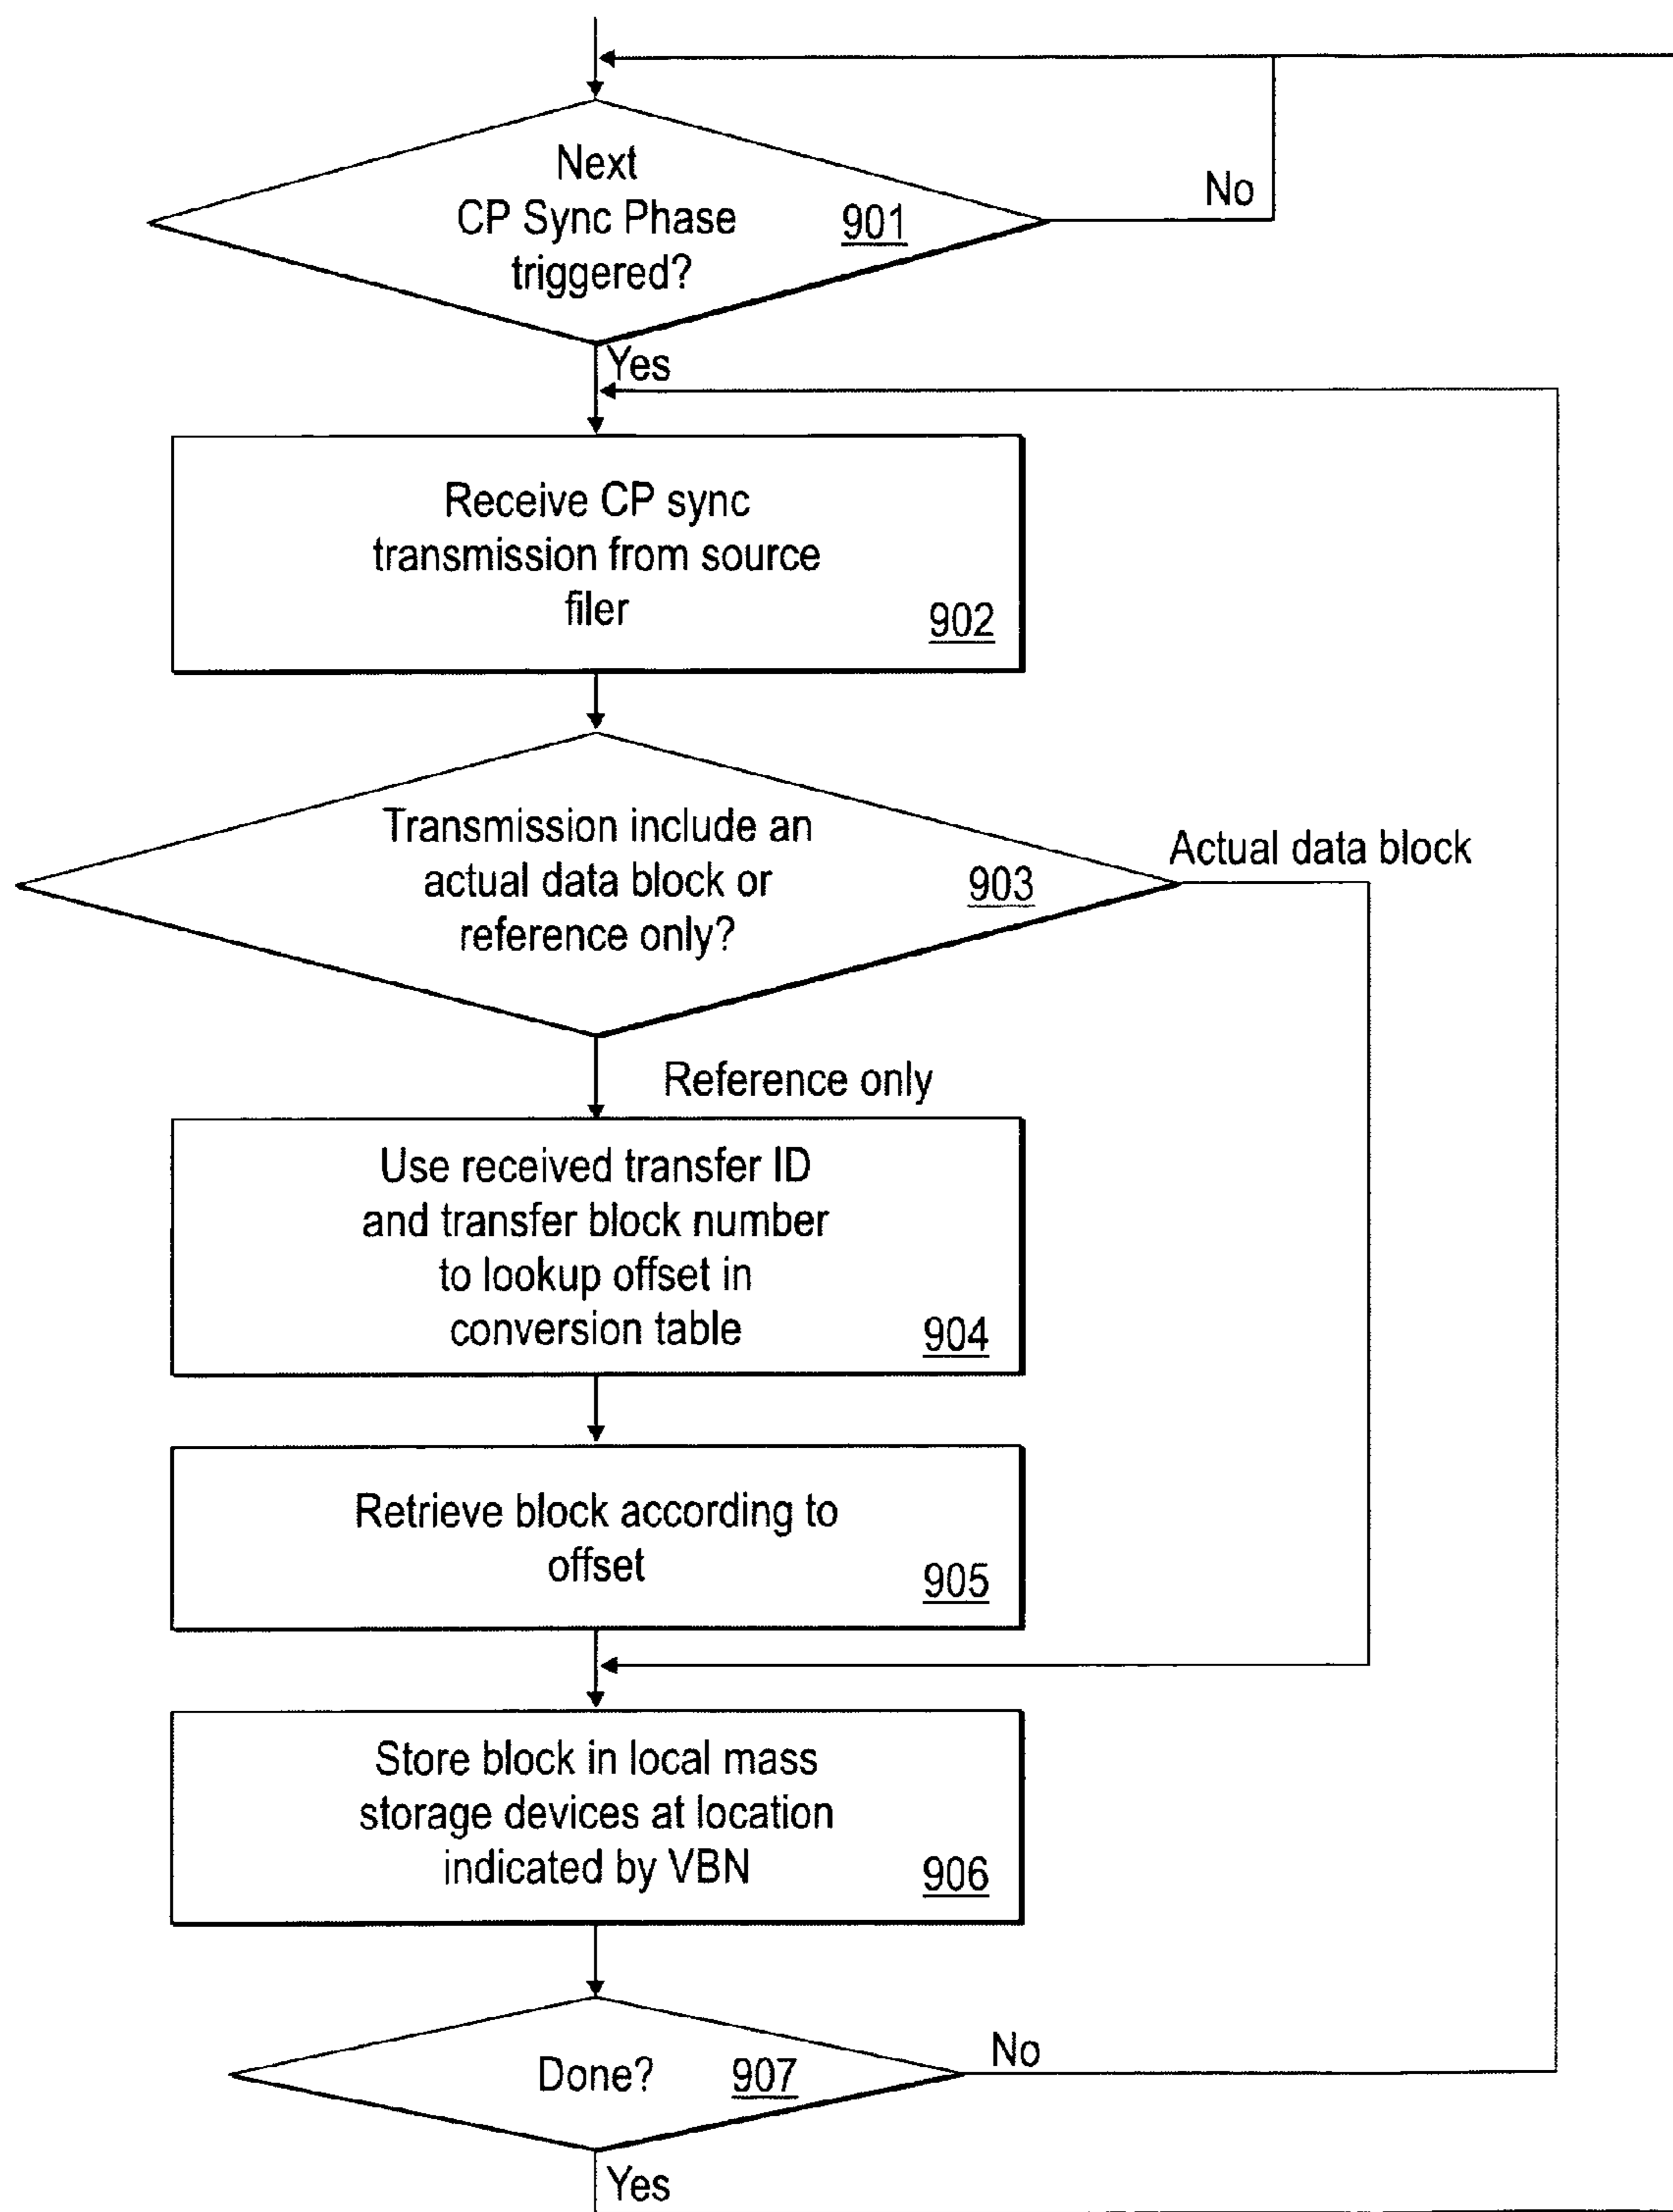 Next
CP Sync Phase
triggered?
901
No
Yes
Receive CP sync
transmission from source
filer
902
Transmission include an
actual data block or
reference only?
903
Actual data block
Reference only
Use received transfer ID
and transfer block number
to lookup offset in
conversion table
904
Retrieve block according to
offset
905
Store block in local mass
storage devices at location
indicated by VBN
906
Done?
907
No
Yes